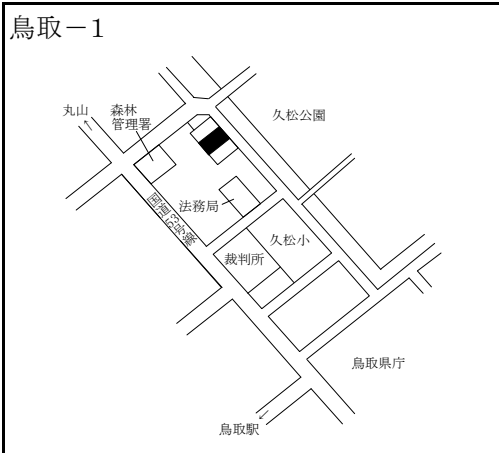 鳥取－1
丸山
←
森林
管理署
久松公園
国道53号線
法務局
久松小
裁判所
鳥取県庁
鳥取駅
←